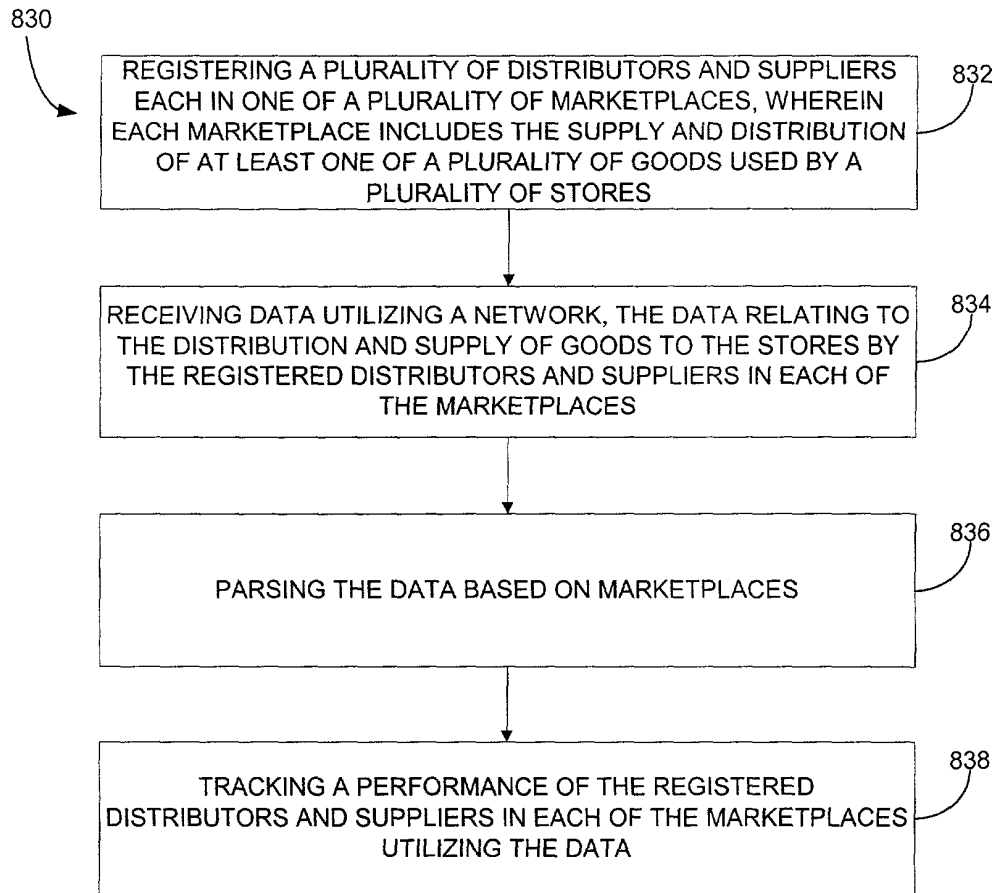 830
REGISTERING A PLURALITY OF DISTRIBUTORS AND SUPPLIERS
EACH IN ONE OF A PLURALITY OF MARKETPLACES, WHEREIN
EACH MARKETPLACE INCLUDES THE SUPPLY AND DISTRIBUTION
OF AT LEAST ONE OF A PLURALITY OF GOODS USED BY A
PLURALITY OF STORES
832
RECEIVING DATA UTILIZING A NETWORK, THE DATA RELATING TO
THE DISTRIBUTION AND SUPPLY OF GOODS TO THE STORES BY
THE REGISTERED DISTRIBUTORS AND SUPPLIERS IN EACH OF
THE MARKETPLACES
834
PARSING THE DATA BASED ON MARKETPLACES
836
TRACKING A PERFORMANCE OF THE REGISTERED
DISTRIBUTORS AND SUPPLIERS IN EACH OF THE MARKETPLACES
UTILIZING THE DATA
838